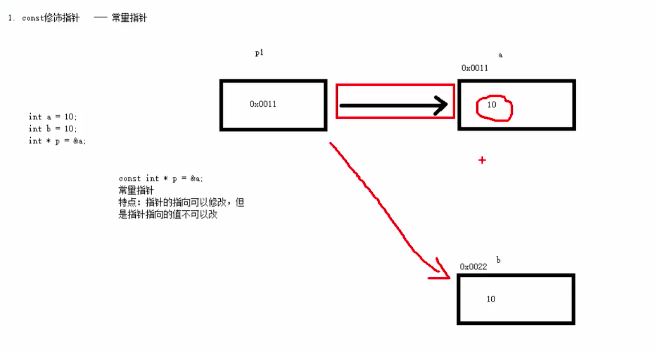 1. const修饰指针 —— 常量指针
p1
a
0x0011
0x0011
10
int a = 10;
int b = 10;
int * p = &a;
const int * p = &a;
常量指针
特点：指针的指向可以修改，但
是指针指向的值不可以改
b
0x0022
10